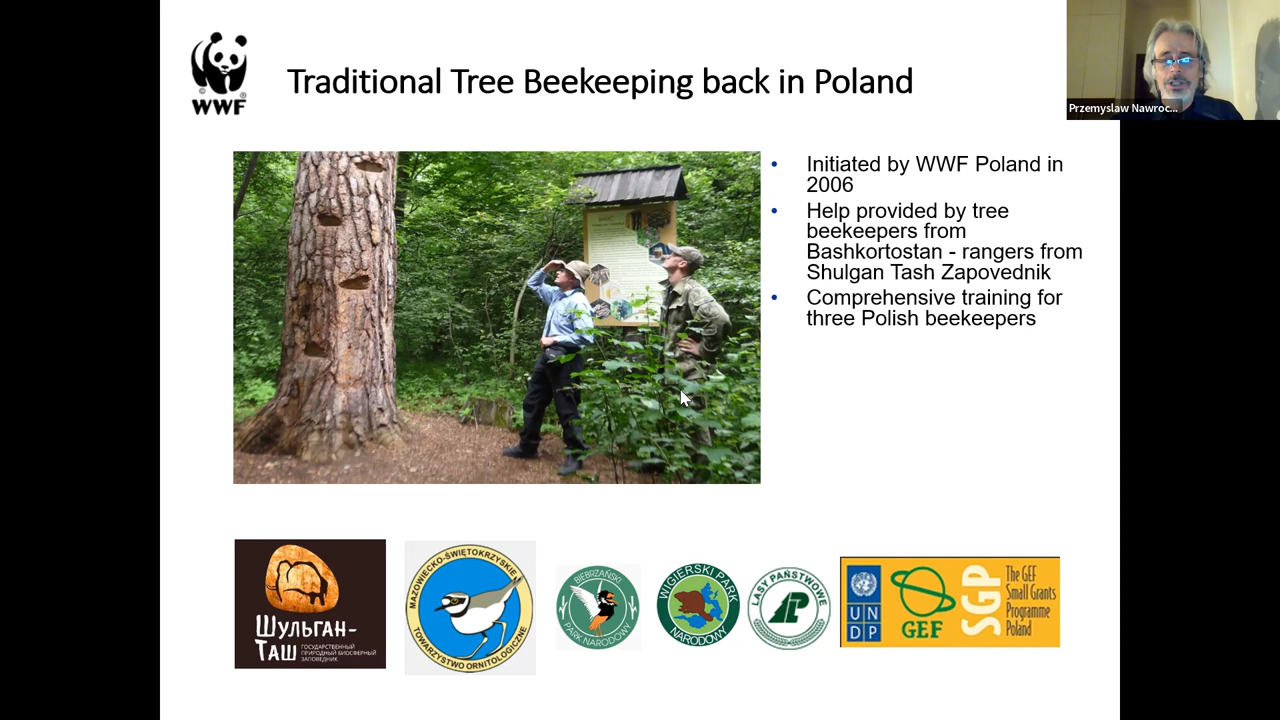 WWF
Traditional Tree Beekeeping back in Poland
Przemyslaw Nawroc...
• Initiated by WWF Poland in
2006
• Help provided by tree
beekeepers from
Bashkortostan - rangers from
Shulgan Tash Zapovednik
• Comprehensive training for
three Polish beekeepers
Шульган-
Таш
ГОСУДАРСТВЕННЫЙ
ПРИРОДНЫЙ БИОСФЕРНЫЙ
ЗАПОВЕДНИК
MAZOWIECKO-ŚWIĘTOKRZYSKIE
TOWARZYSTWO ORNITOLOGICZNE
BIEBRZAŃSKI
PARK NARODOWY
WIGIERSKI PARK
NARODOWY
LASY PAŃSTWOWE
UN
DP
GEF
SGP
The GEF
Small Grants
Programme
Poland